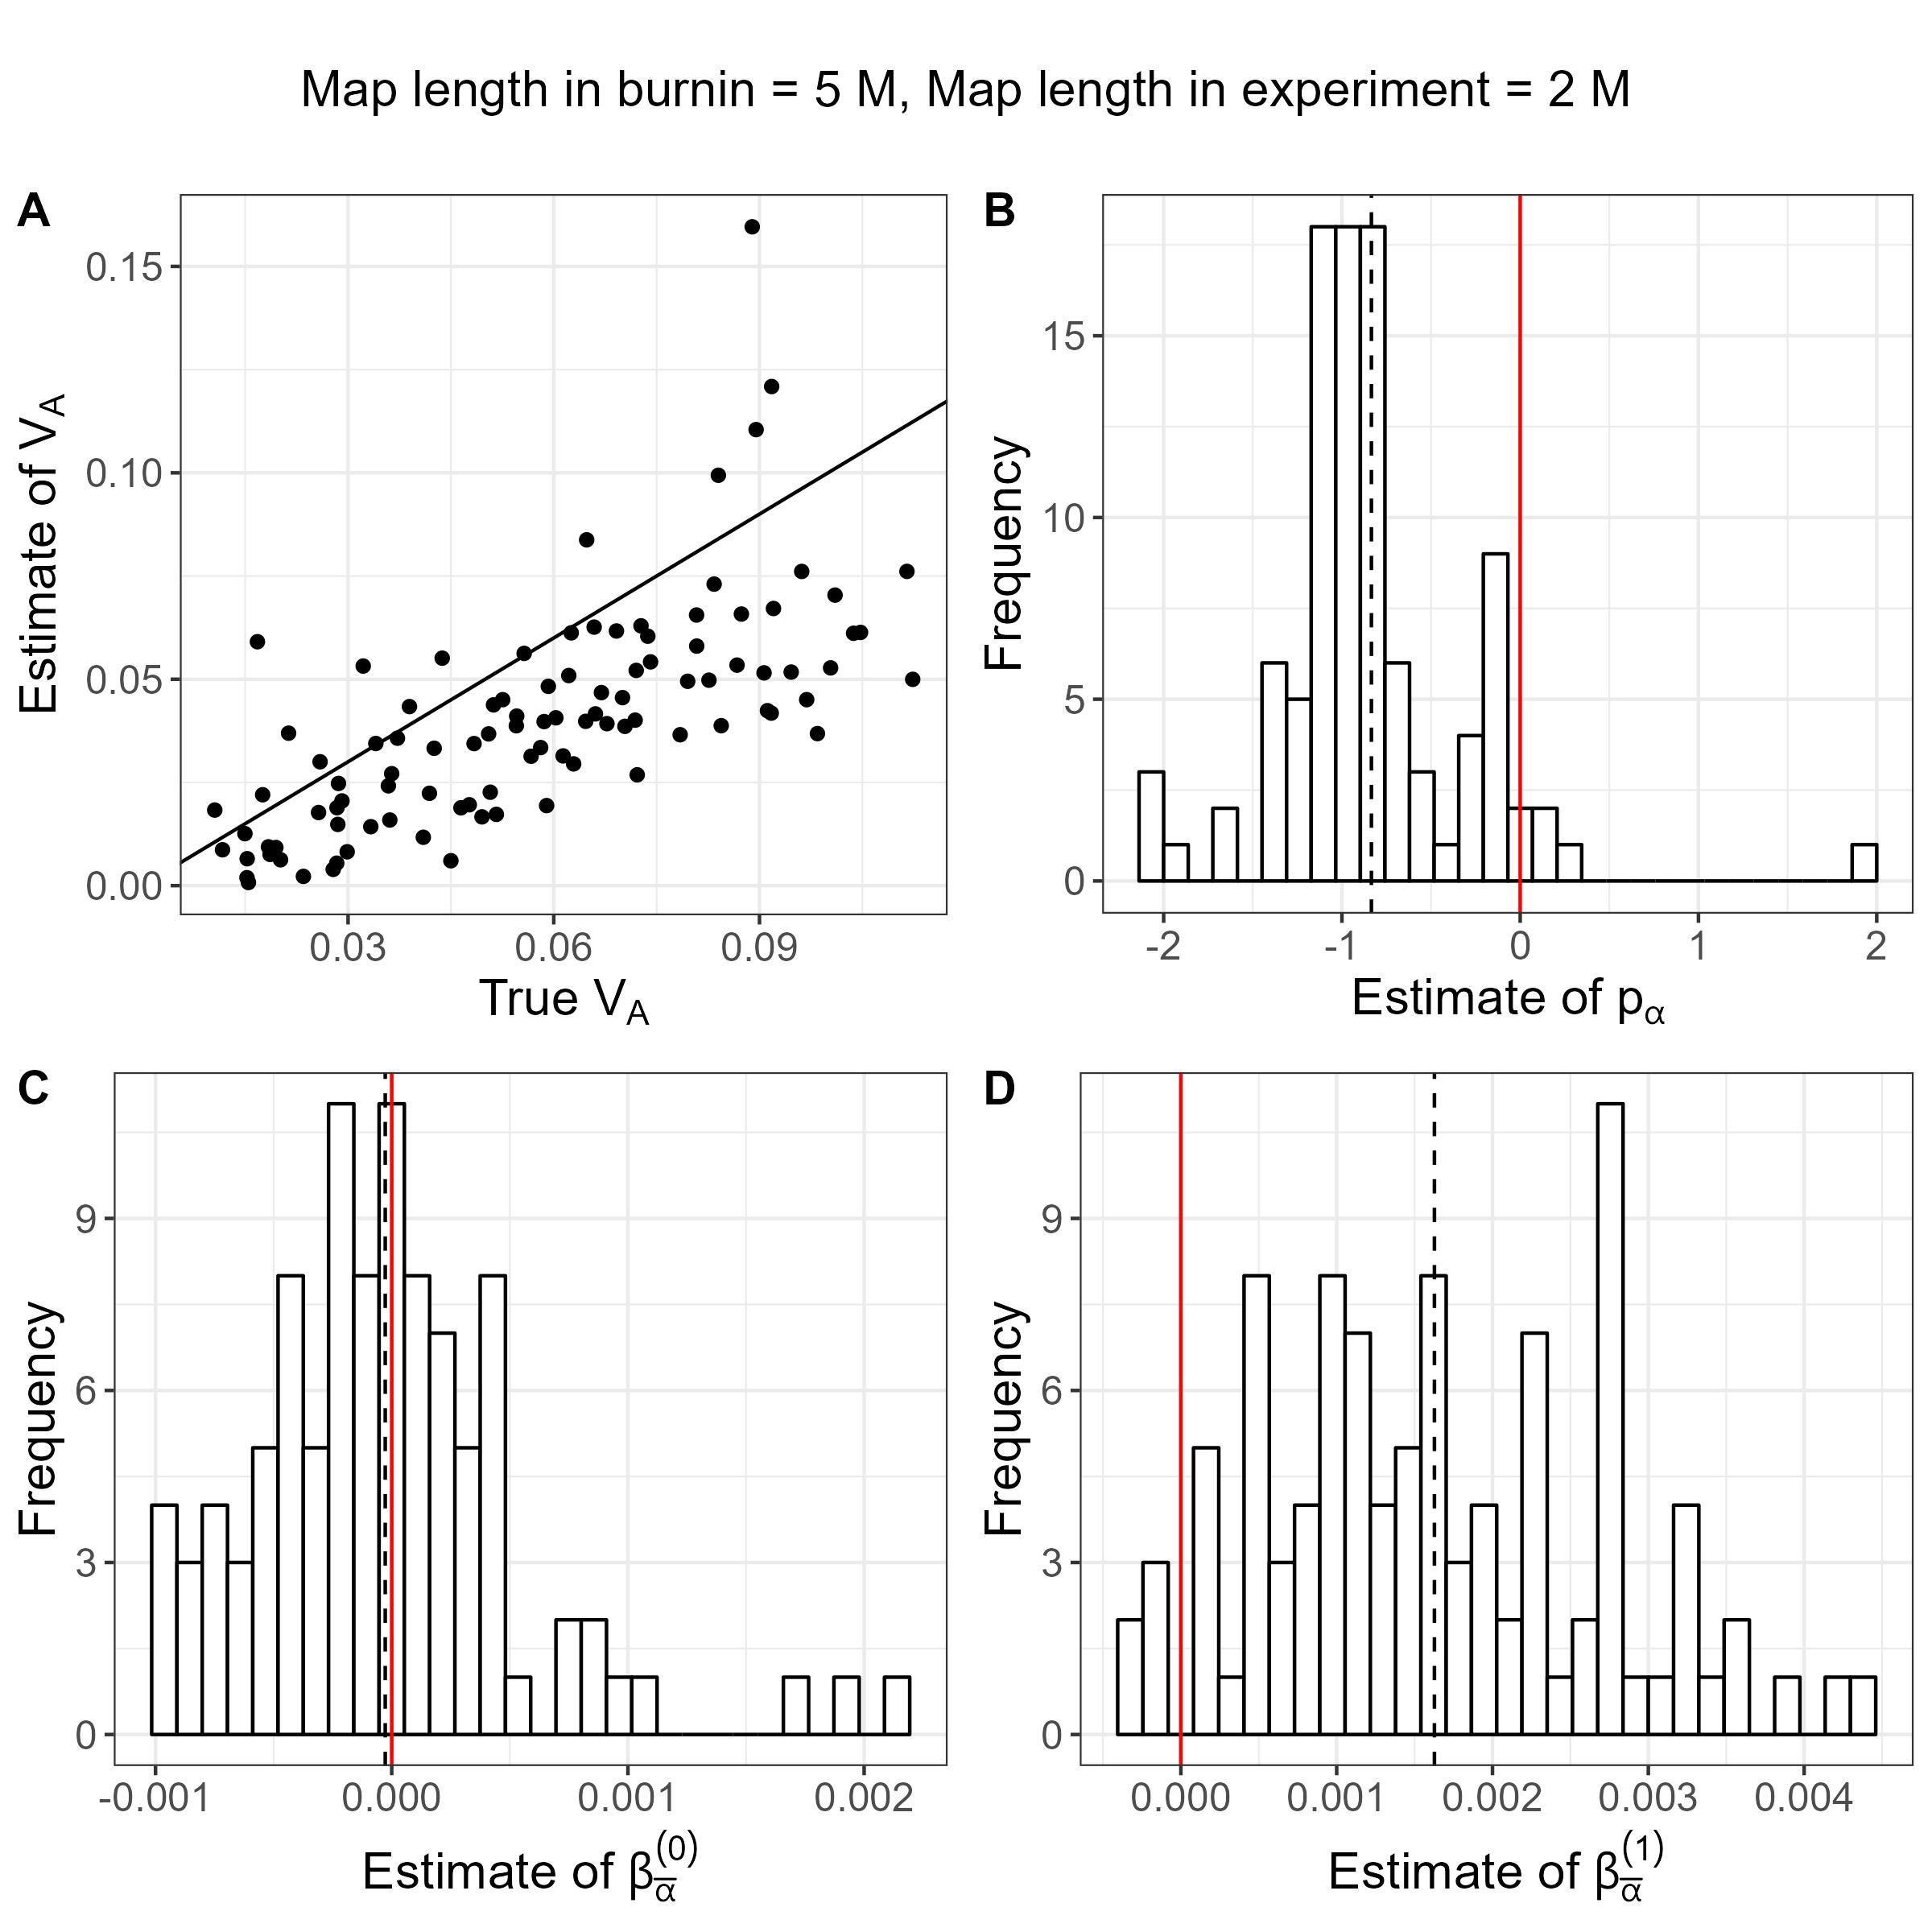 Map length in burnin = 5 M, Map length in experiment = 2 M
A
Estimate of V_A
0.15
0.10
0.05
0.00
0.03 0.06 0.09
True V_A
B
Frequency
15
10
5
0
-2 -1 0 1 2
Estimate of p_α
C
Frequency
9
6
3
0
-0.001 0.000 0.001 0.002
Estimate of β_α̅^(0)
D
Frequency
9
6
3
0
0.000 0.001 0.002 0.003 0.004
Estimate of β_α̅^(1)